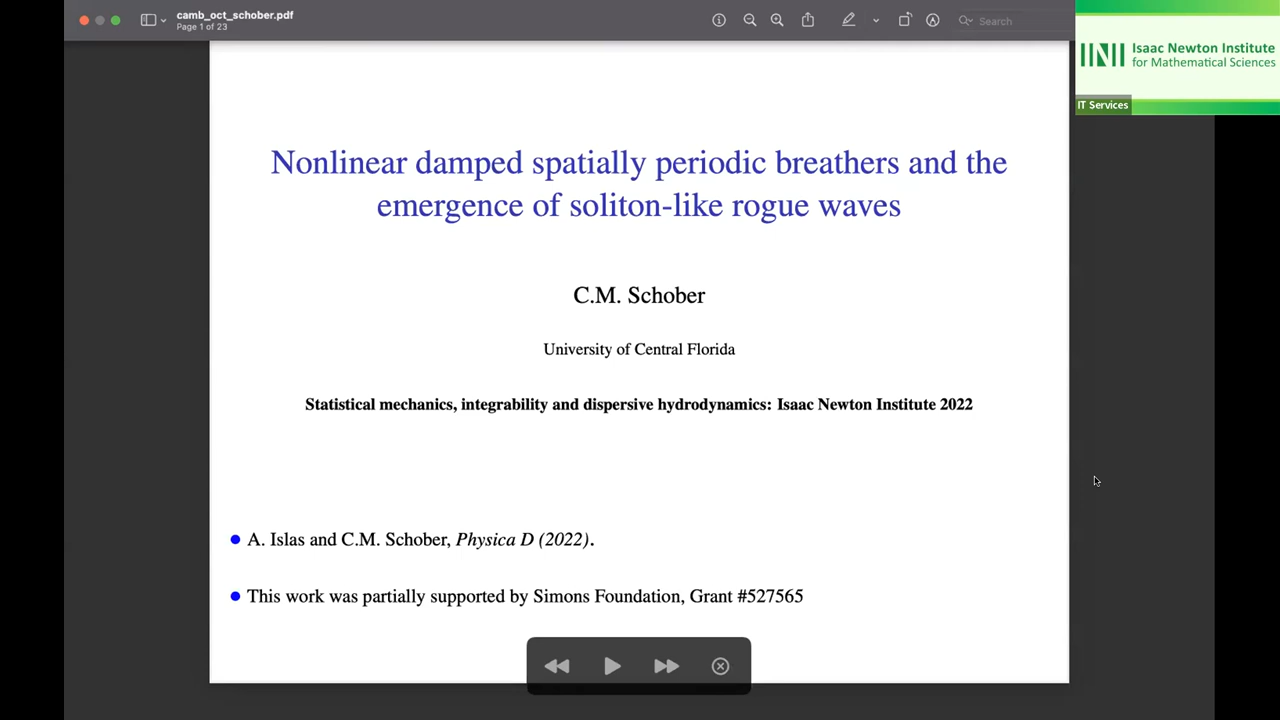 camb_oct_schober.pdf
Page 1 of 23
Search
Isaac Newton Institute
for Mathematical Sciences
IT Services
Nonlinear damped spatially periodic breathers and the
emergence of soliton-like rogue waves
C.M. Schober
University of Central Florida
Statistical mechanics, integrability and dispersive hydrodynamics: Isaac Newton Institute 2022
A. Islas and C.M. Schober, Physica D (2022).
This work was partially supported by Simons Foundation, Grant #527565